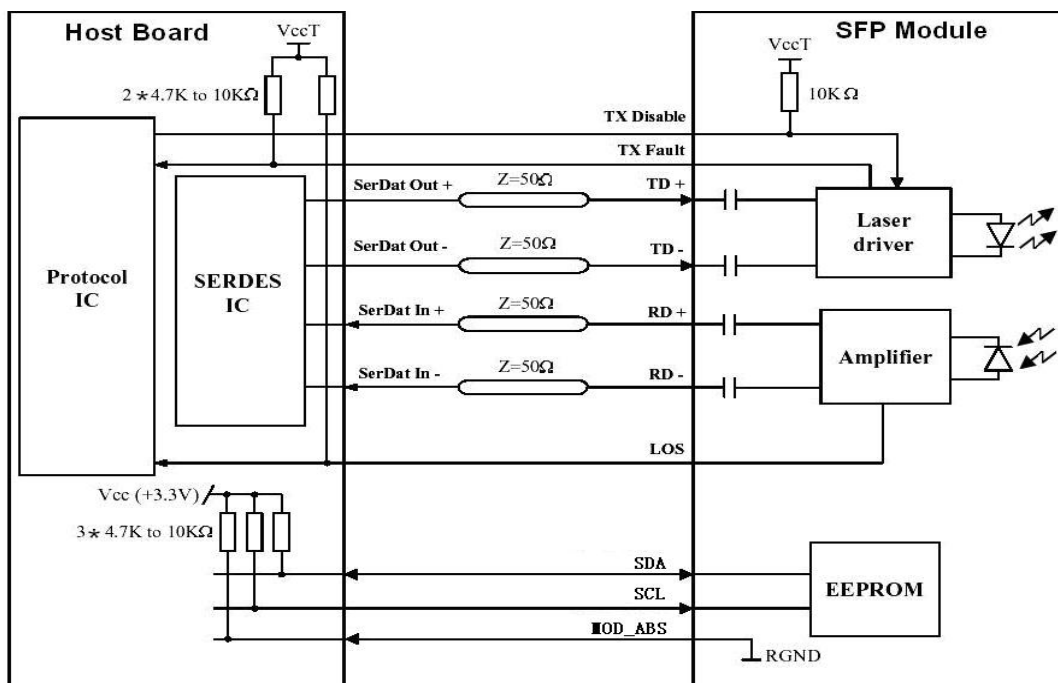 Host Board
SFP Module
VccT
VccT
2*4.7K to 10KΩ
10KΩ
TX Disable
TX Fault
Protocol
IC
SERDES
IC
SerDat Out +
Z=50Ω
TD +
SerDat Out -
Z=50Ω
TD -
Laser
driver
SerDat In +
Z=50Ω
RD +
SerDat In -
Z=50Ω
RD -
Amplifier
LOS
Vcc (+3.3V)
3*4.7K to 10KΩ
SDA
SCL
MOD_ABS
EEPROM
RGND